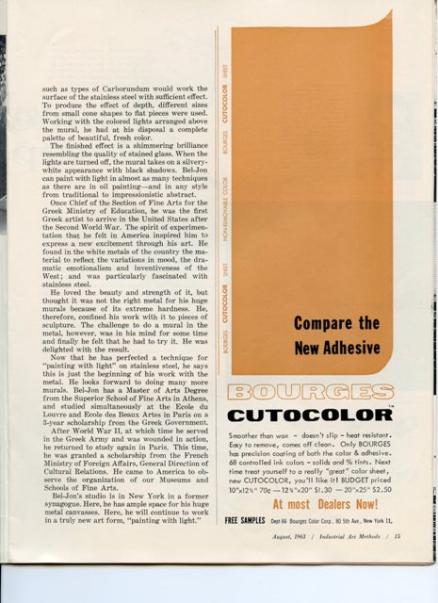 such as types of Carborundum would work the
surface of the stainless steel with sufficient effect.
To produce the effect of depth, different sizes
from small cone shapes to flat pieces were used.
Working with the colored lights arranged above
the mural, he had at his disposal a complete
palette of beautiful, fresh color.
The finished effect is a shimmering brilliance
resembling the quality of stained glass. When the
lights are turned off, the mural takes on a silvery-
white appearance with black shadows. Bel-Jon
can paint with light in almost as many techniques
as there are in oil painting—and in any style
from traditional to impressionistic abstract.
Once Chief of the Section of Fine Arts for the
Greek Ministry of Education, he was the first
Greek artist to arrive in the United States after
the Second World War. The spirit of experimen-
tation that he felt in America inspired him to
express a new excitement through his art. He
found in the white metals of the country the ma-
terial to reflect the variations in mood, the dra-
matic emotionalism and inventiveness of the
West; and was particularly fascinated with
stainless steel.
He loved the beauty and strength of it, but
thought it was not the right metal for his huge
murals because of its extreme hardness. He,
therefore, confined his work with it to pieces of
sculpture. The challenge to do a mural in the
metal, however, was in his mind for some time
and finally he felt that he had to try it. He was
delighted with the result.
Now that he has perfected a technique for
"painting with light" on stainless steel, he says
this is just the beginning of his work with the
metal. He looks forward to doing many more
murals. Bel-Jon has a Master of Arts Degree
from the Superior School of Fine Arts in Athens,
and studied simultaneously at the Ecole du
Louvre and Ecole des Beaux Artes in Paris on a
3-year scholarship from the Greek Government.
After World War II, at which time he served
in the Greek Army and was wounded in action,
he returned to study again in Paris. This time,
he was granted a scholarship from the French
Ministry of Foreign Affairs, General Direction of
Cultural Relations. He came to America to ob-
serve the organization of our Museums and
Schools of Fine Arts.
Bel-Jon's studio is in New York in a former
synagogue. Here, he has ample space for his huge
metal canvases. Here, he will continue to work
in a truly new art form, "painting with light."
BOURGES CUTOCOLOR SHEET NON-REMOVABLE COLOR BOURGES CUTOCOLOR SHEET
Compare the
New Adhesive
BOURGES
CUTOCOLOR™
Smoother than wax - doesn't slip - heat resistant.
Easy to remove, comes off clean. Only BOURGES
has precision coating of both the color & adhesive.
68 controlled ink colors - solids and % tints. Next
time treat yourself to a really "great" color sheet,
new CUTOCOLOR, you'll like it! BUDGET priced
10"x12½" 70¢ — 12½"x20" $1.30 — 20"x25" $2.50
At most Dealers Now!
FREE SAMPLES Dept 66 Bourges Color Corp., 80 5th Ave., New York 11,
August, 1963 / Industrial Art Methods / 15